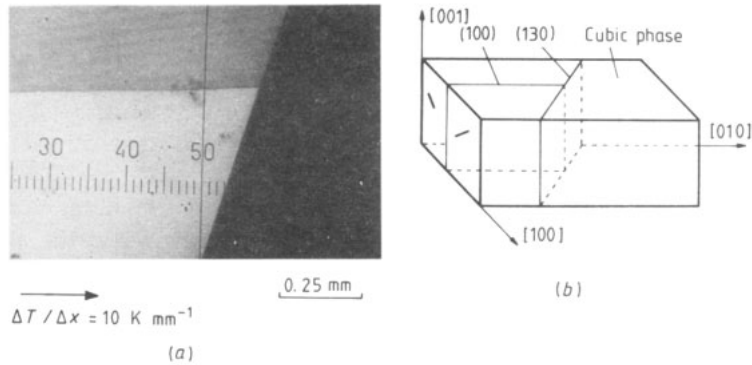 30 40 50
0.25 mm
ΔT / Δx = 10 K mm⁻¹
(a)
[001]
(100) (130) Cubic phase
[010]
[100]
(b)